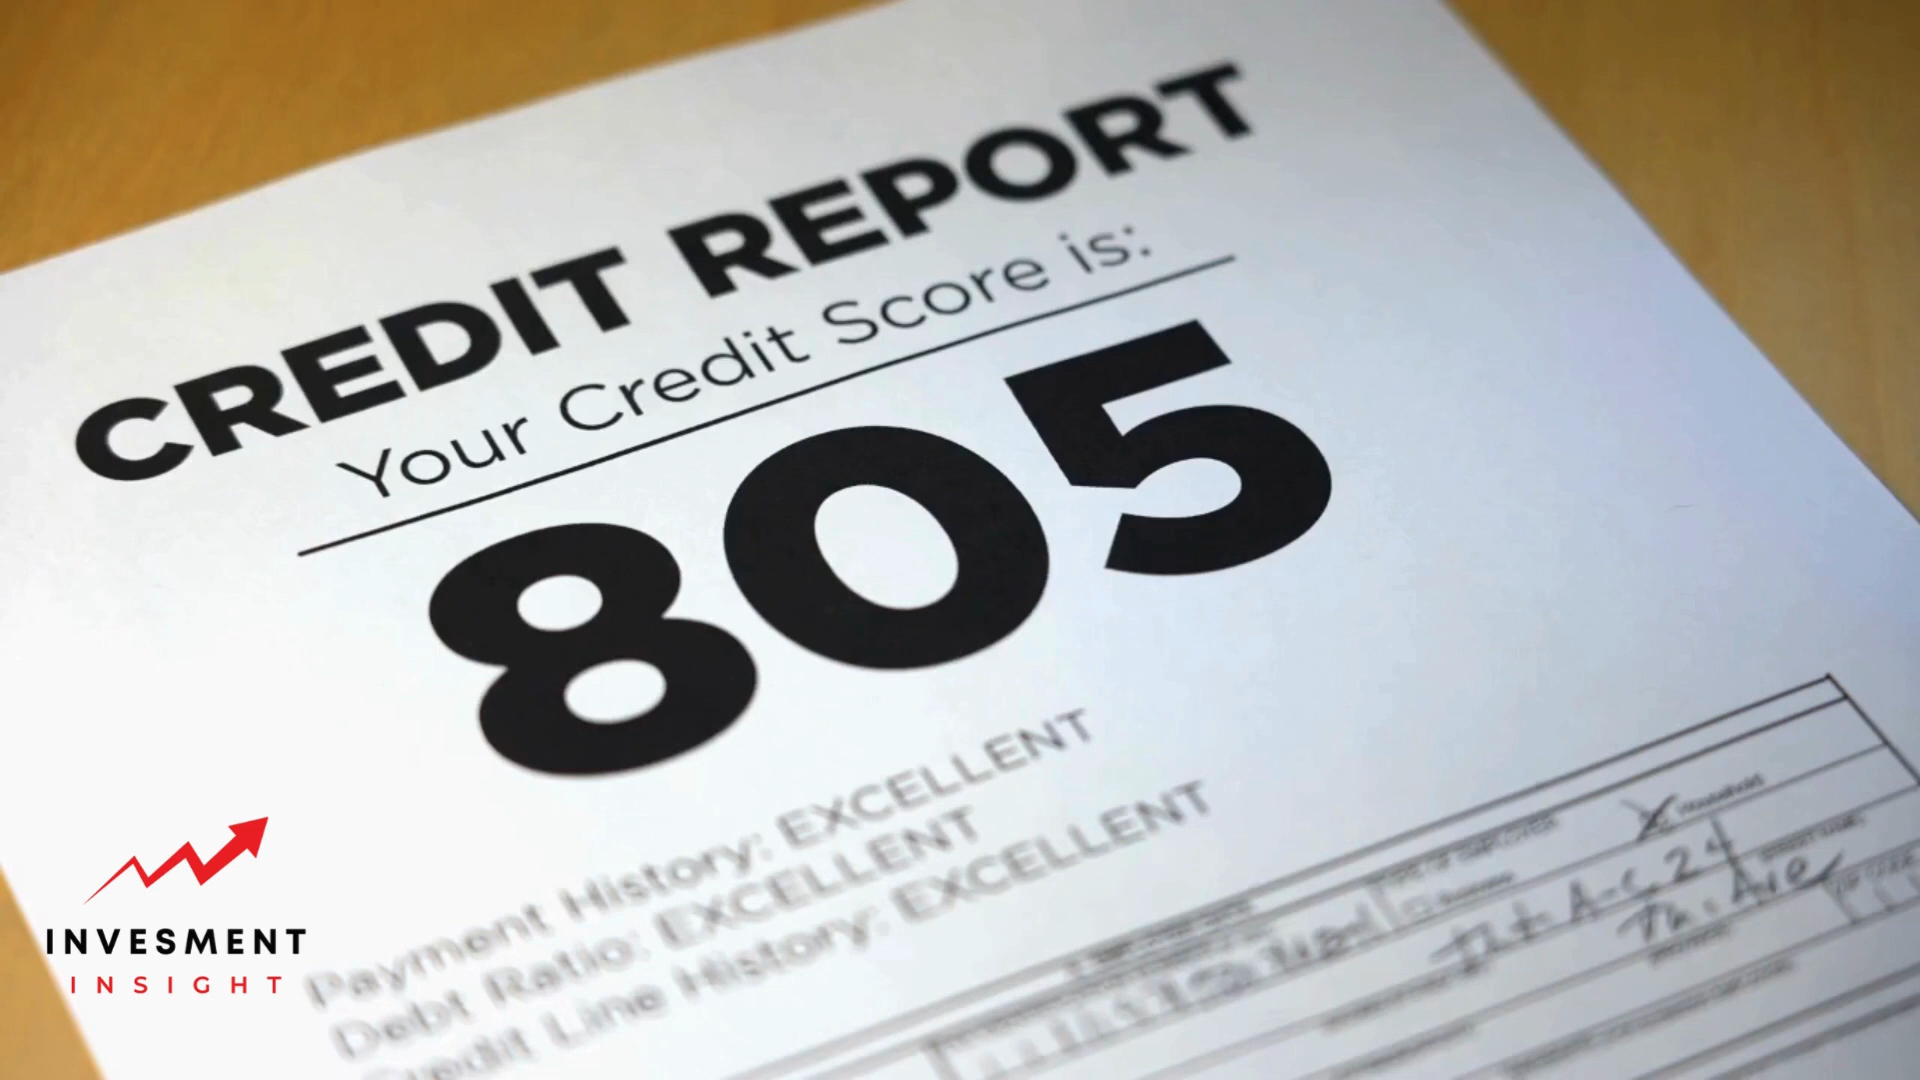 CREDIT REPORT
Your Credit Score is:
805
Payment History: EXCELLENT
Debt Ratio: EXCELLENT
Credit Line History: EXCELLENT
INVESMENT
INSIGHT